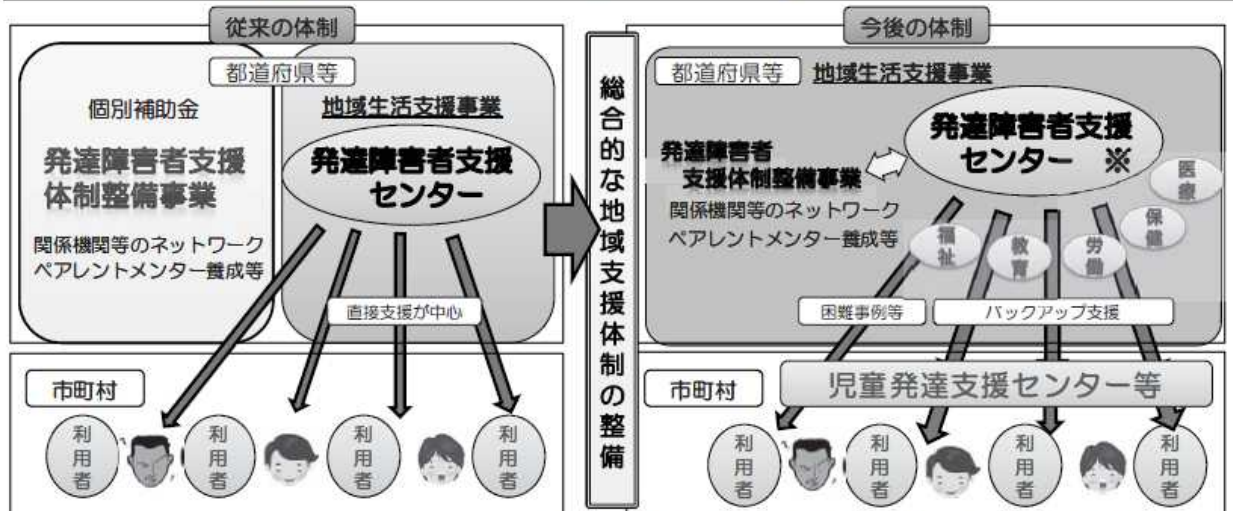 従来の体制
都道府県等
個別補助金
発達障害者支援
体制整備事業
関係機関等のネットワーク
ペアレントメンター養成等
地域生活支援事業
発達障害者支援
センター
直接支援が中心
市町村
利用者
利用者
利用者
利用者
総合的な地域支援体制の整備
今後の体制
都道府県等
地域生活支援事業
発達障害者支援
センター ※
発達障害者
支援体制整備事業
関係機関等のネットワーク
ペアレントメンター養成等
福祉
教育
労働
保健
医療
困難事例等
バックアップ支援
市町村
児童発達支援センター等
利用者
利用者
利用者
利用者